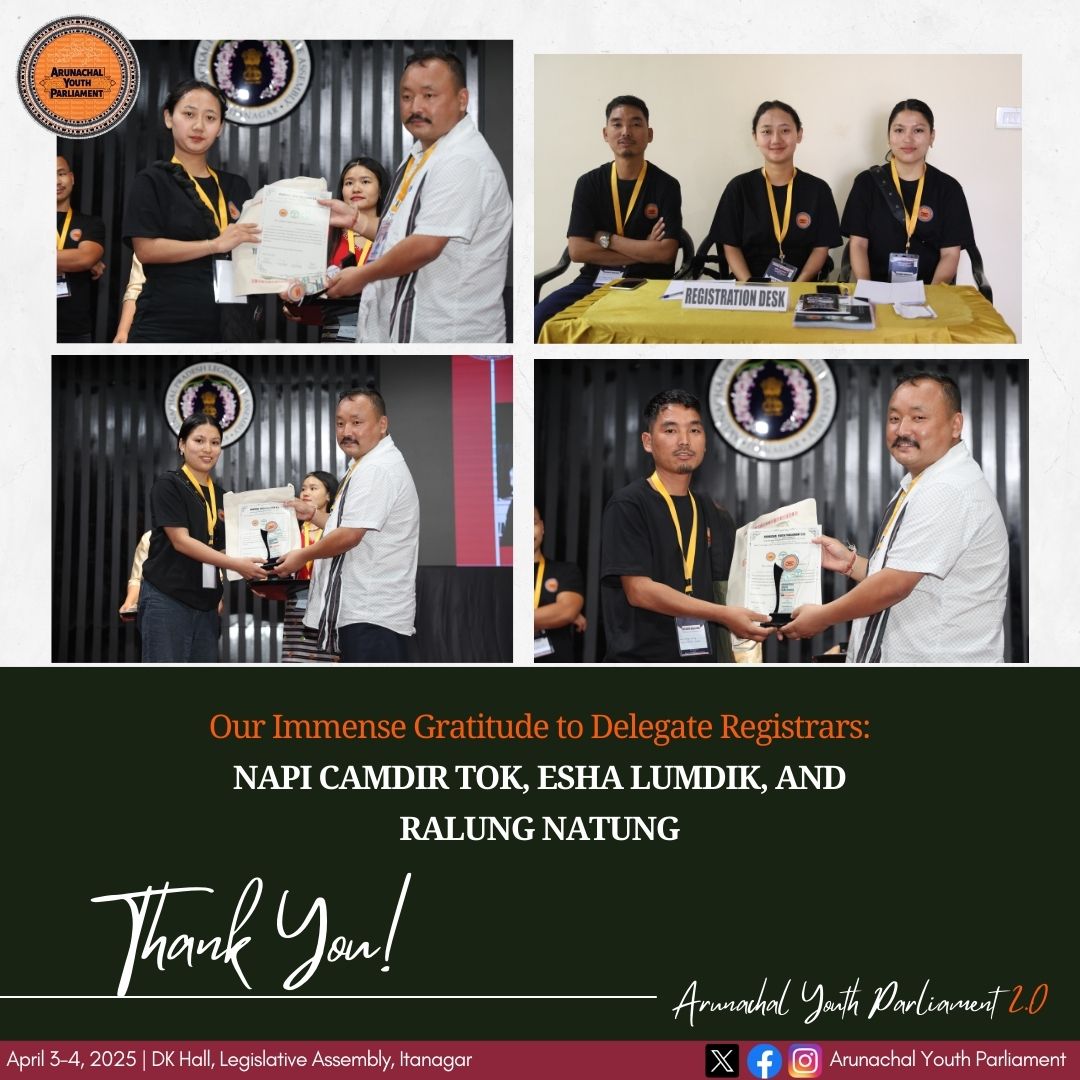 ARUNACHAL
YOUTH
PARLIAMENT
REGISTRATION DESK
Our Immense Gratitude to Delegate Registrars:
NAPI CAMDIR TOK, ESHA LUMDIK, AND
RALUNG NATUNG
Thank You!
Arunachal Youth Parliament 2.0
April 3-4, 2025 | DK Hall, Legislative Assembly, Itanagar
Arunachal Youth Parliament